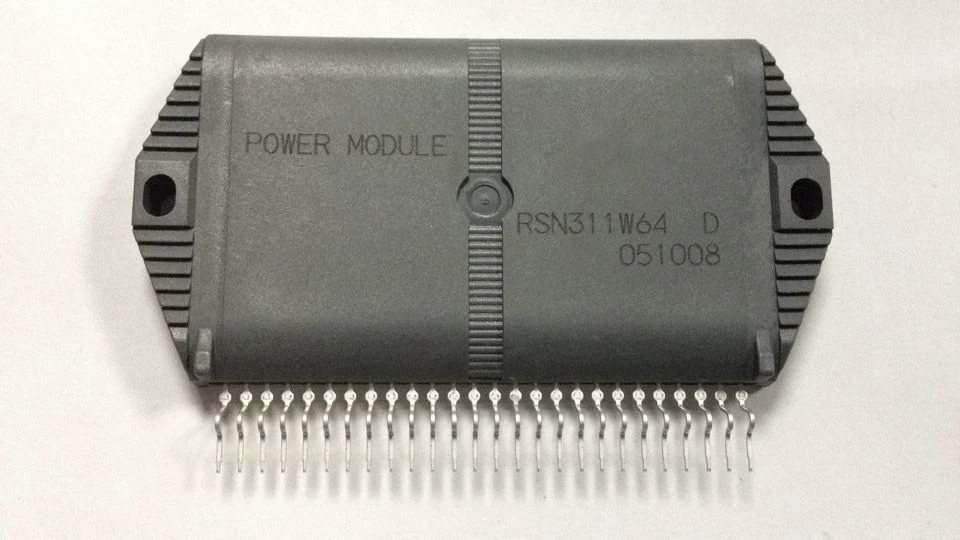 POWER MODULE
RSN311W64 D
051008